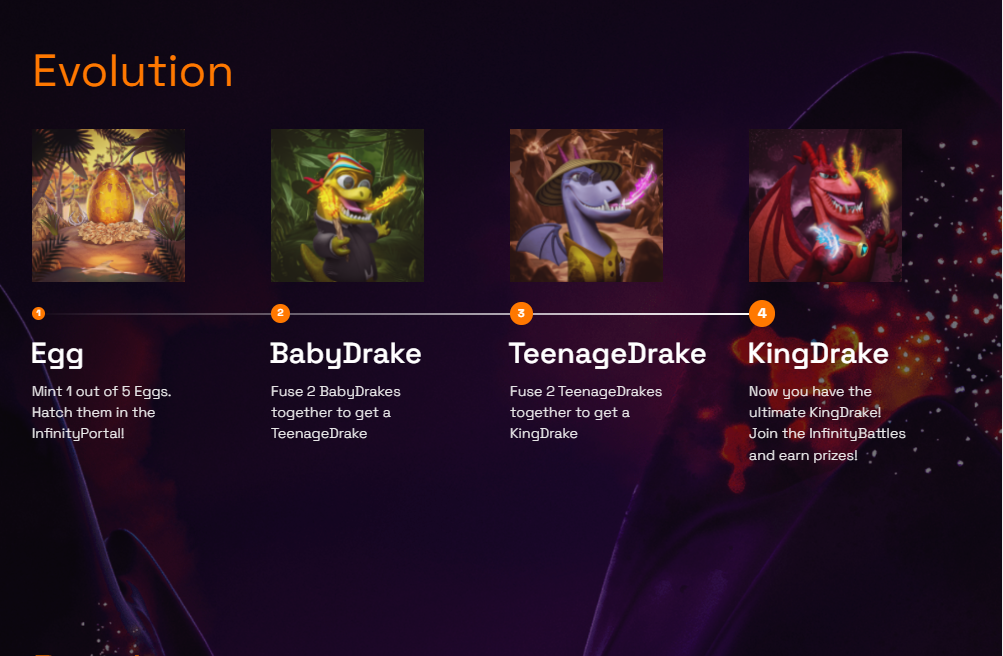 Evolution
1
2
3
4
Egg
Mint 1 out of 5 Eggs.
Hatch them in the
InfinityPortal!
BabyDrake
Fuse 2 BabyDrakes
together to get a
TeenageDrake
TeenageDrake
Fuse 2 TeenageDrakes
together to get a
KingDrake
KingDrake
Now you have the
ultimate KingDrake!
Join the InfinityBattles
and earn prizes!